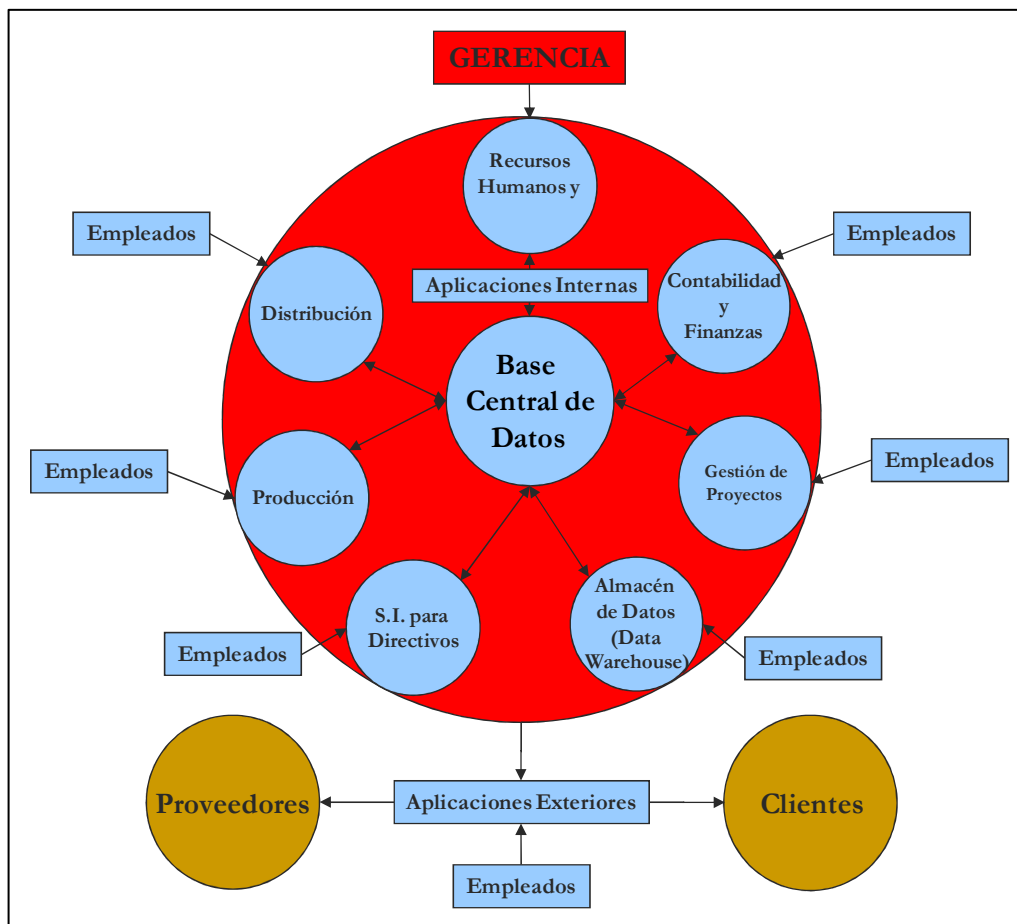 GERENCIA
Recursos
Humanos y
Empleados
Empleados
Aplicaciones Internas
Contabilidad
y
Finanzas
Distribución
Base
Central de
Datos
Empleados
Empleados
Producción
Gestión de
Proyectos
S.I. para
Directivos
Almacén
de Datos
(Data
Warehouse)
Empleados
Empleados
Proveedores
Aplicaciones Exteriores
Clientes
Empleados